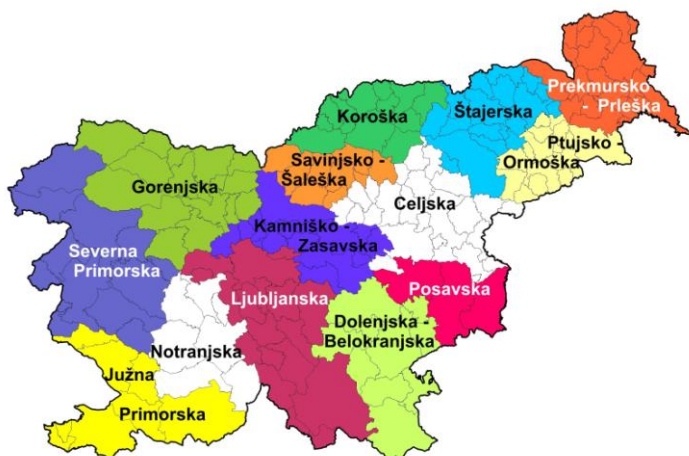 Prekmursko
- Prleška
Štajerska
Koroška
Ptujsko -
Ormoška
Savinjsko -
Šaleška
Gorenjska
Celjska
Kamniško -
Zasavska
Severna
Primorska
Posavska
Ljubljanska
Dolenjska -
Belokranjska
Notranjska
Južna
Primorska